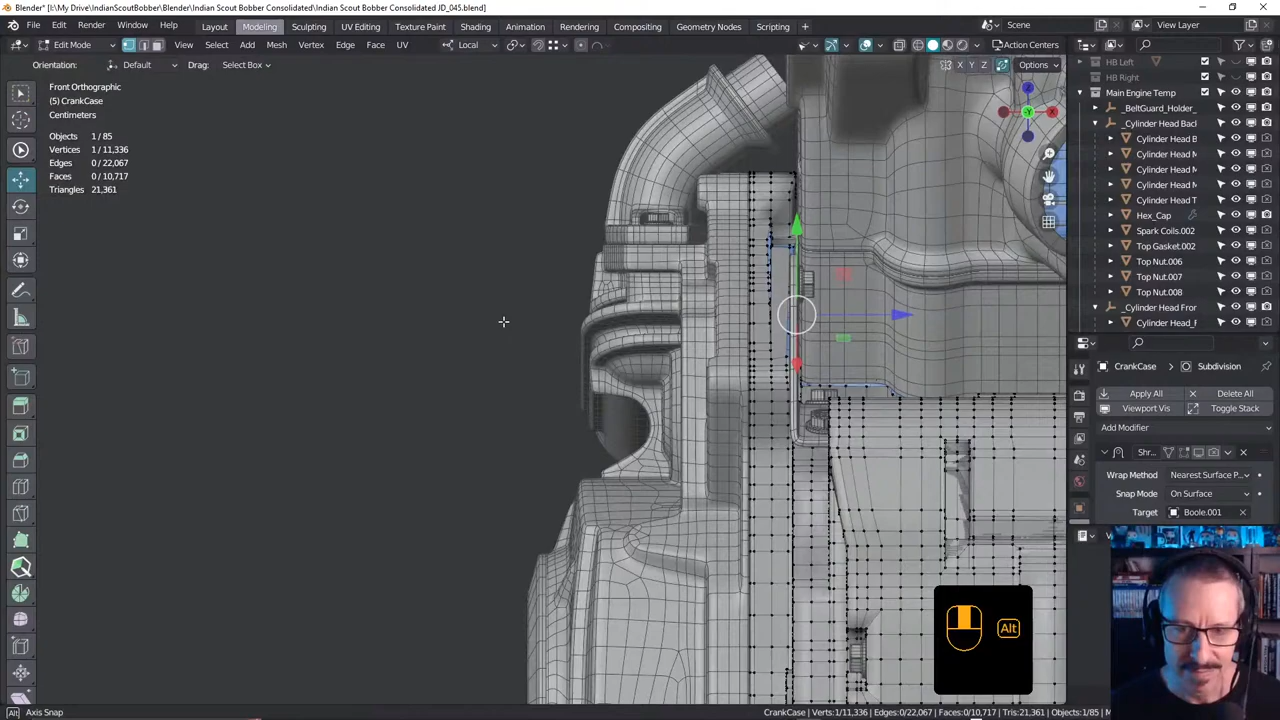 Blender* [I:\My Drive\IndianScoutBobber\Blender\Indian Scout Bobber Consolidated\Indian Scout Bobber Consolidated JD_045.blend]
File Edit Render Window Help
Layout Modeling Sculpting UV Editing Texture Paint Shading Animation Rendering Compositing Geometry Nodes Scripting +
Scene
View Layer
Edit Mode
View Select Add Mesh Vertex Edge Face UV
Local
Action Centers
Orientation: Default Drag: Select Box
X Y Z
Options
Front Orthographic
(5) CrankCase
Centimeters
Objects 1 / 85
Vertices 1 / 11,336
Edges 0 / 22,067
Faces 0 / 10,717
Triangles 21,361
-Y
X
Z
HB Left
HB Right
Main Engine Temp
_BeltGuard_Holder_
_Cylinder Head Bac
Cylinder Head B
Cylinder Head M
Cylinder Head M
Cylinder Head M
Cylinder Head T
Hex_Cap
Spark Coils.002
Top Gasket.002
Top Nut.006
Top Nut.007
Top Nut.008
_Cylinder Head Fror
Cylinder Head_F
CrankCase > Subdivision
Apply All
Delete All
Viewport Vis
Toggle Stack
Add Modifier
Shr...
Wrap Method Nearest Surface P...
Snap Mode On Surface
Target Boole.001
Alt
Alt Axis Snap
CrankCase | Verts:1/11,336 | Edges:0/22,067 | Faces:0/10,717 | Tris:21,361 | Objects:1/85